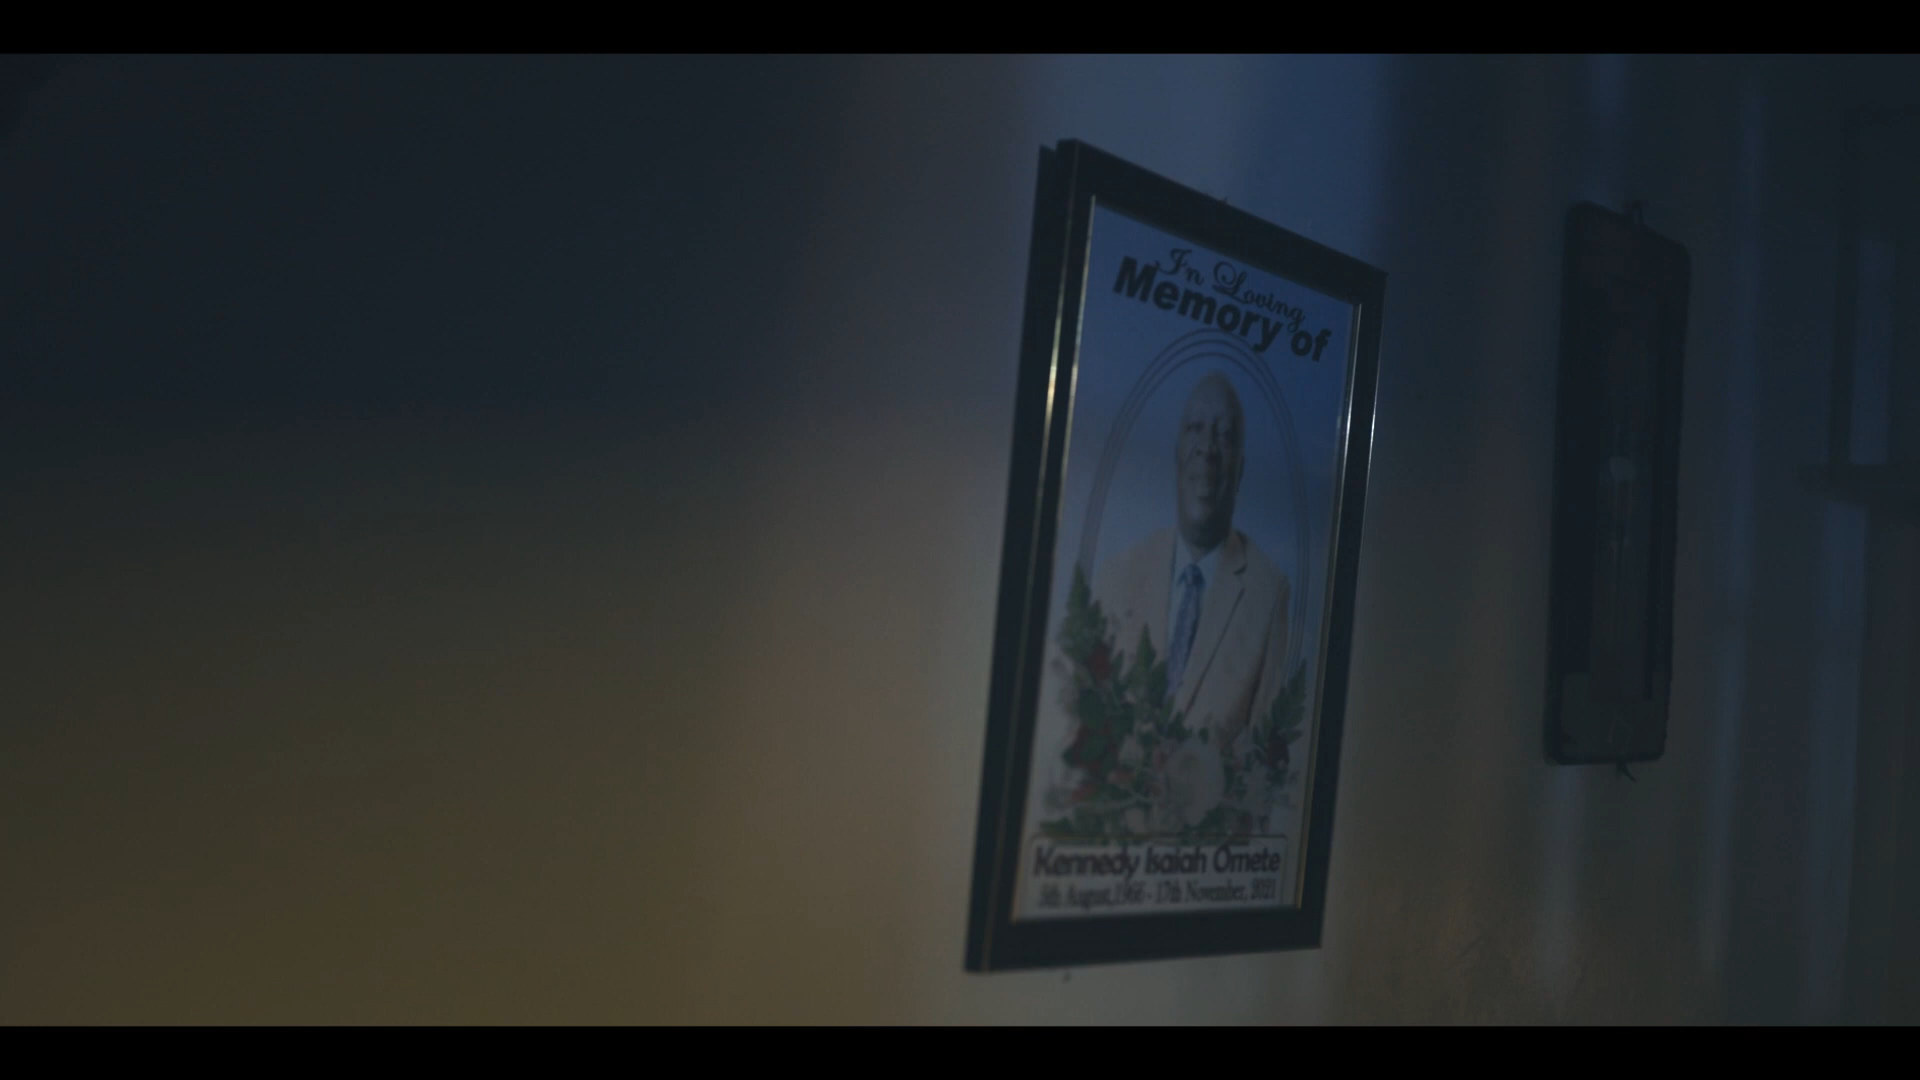 In Loving
Memory of
Kennedy Isaiah Omete
5th August, 1966 - 17th November, 2021